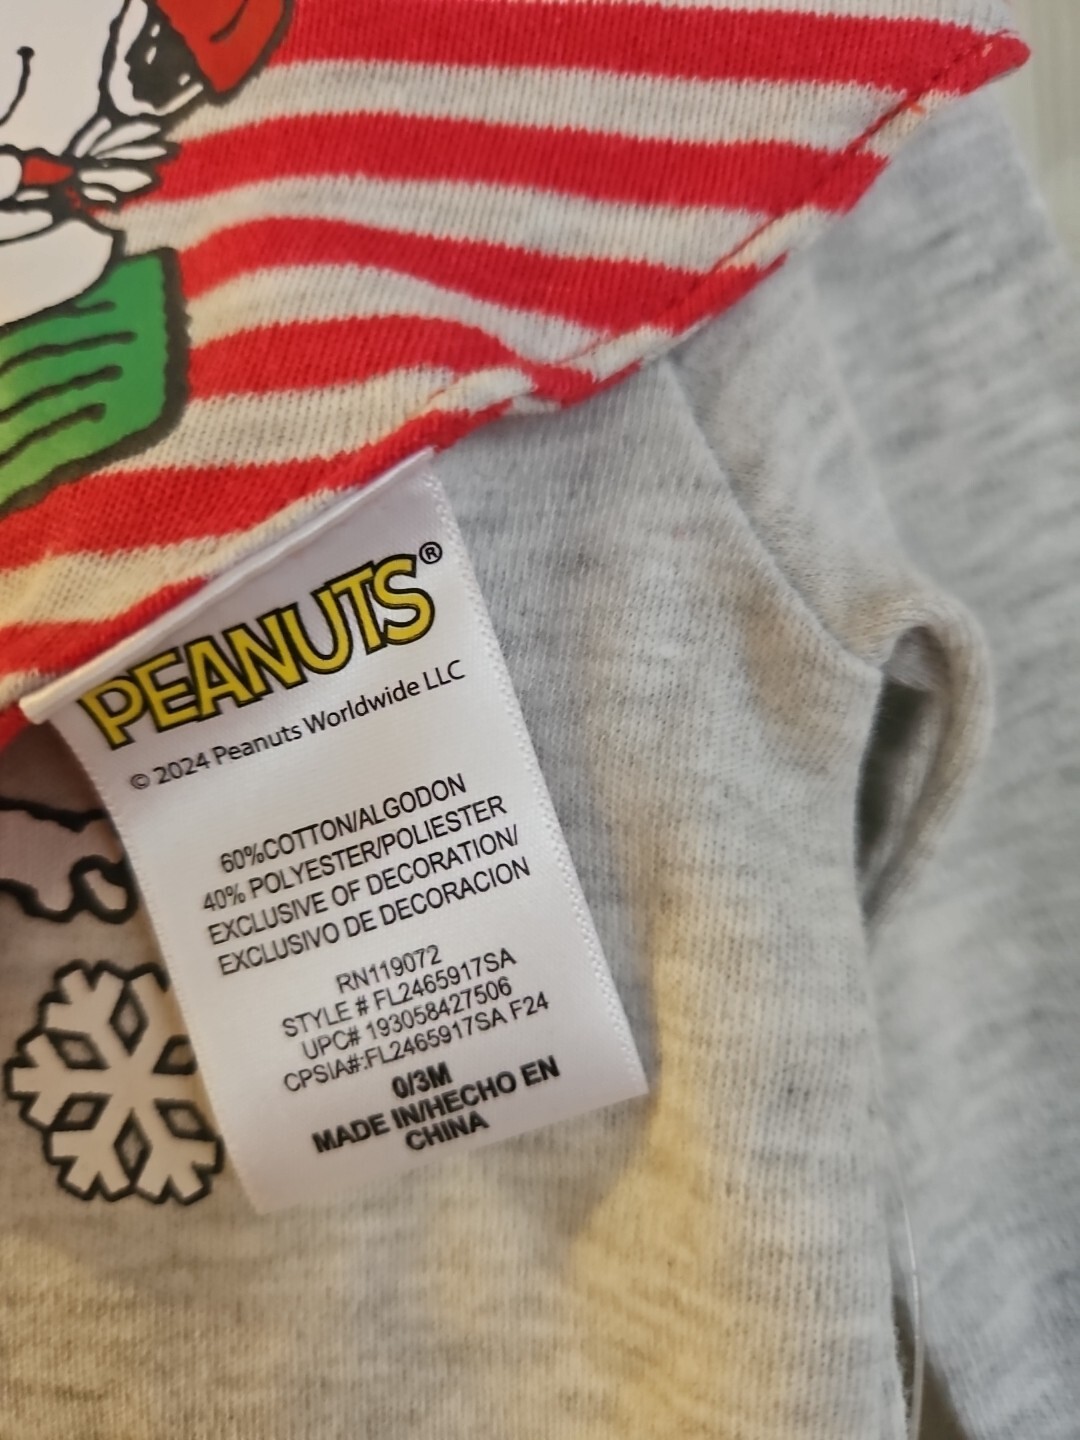 PEANUTS®
© 2024 Peanuts Worldwide LLC
60%COTTON/ALGODON
40% POLYESTER/POLIESTER
EXCLUSIVE OF DECORATION/
EXCLUSIVO DE DECORACION
RN119072
STYLE # FL2465917SA
UPC# 193058427506
CPSIA#:FL2465917SA F24
0/3M
MADE IN/HECHO EN
CHINA